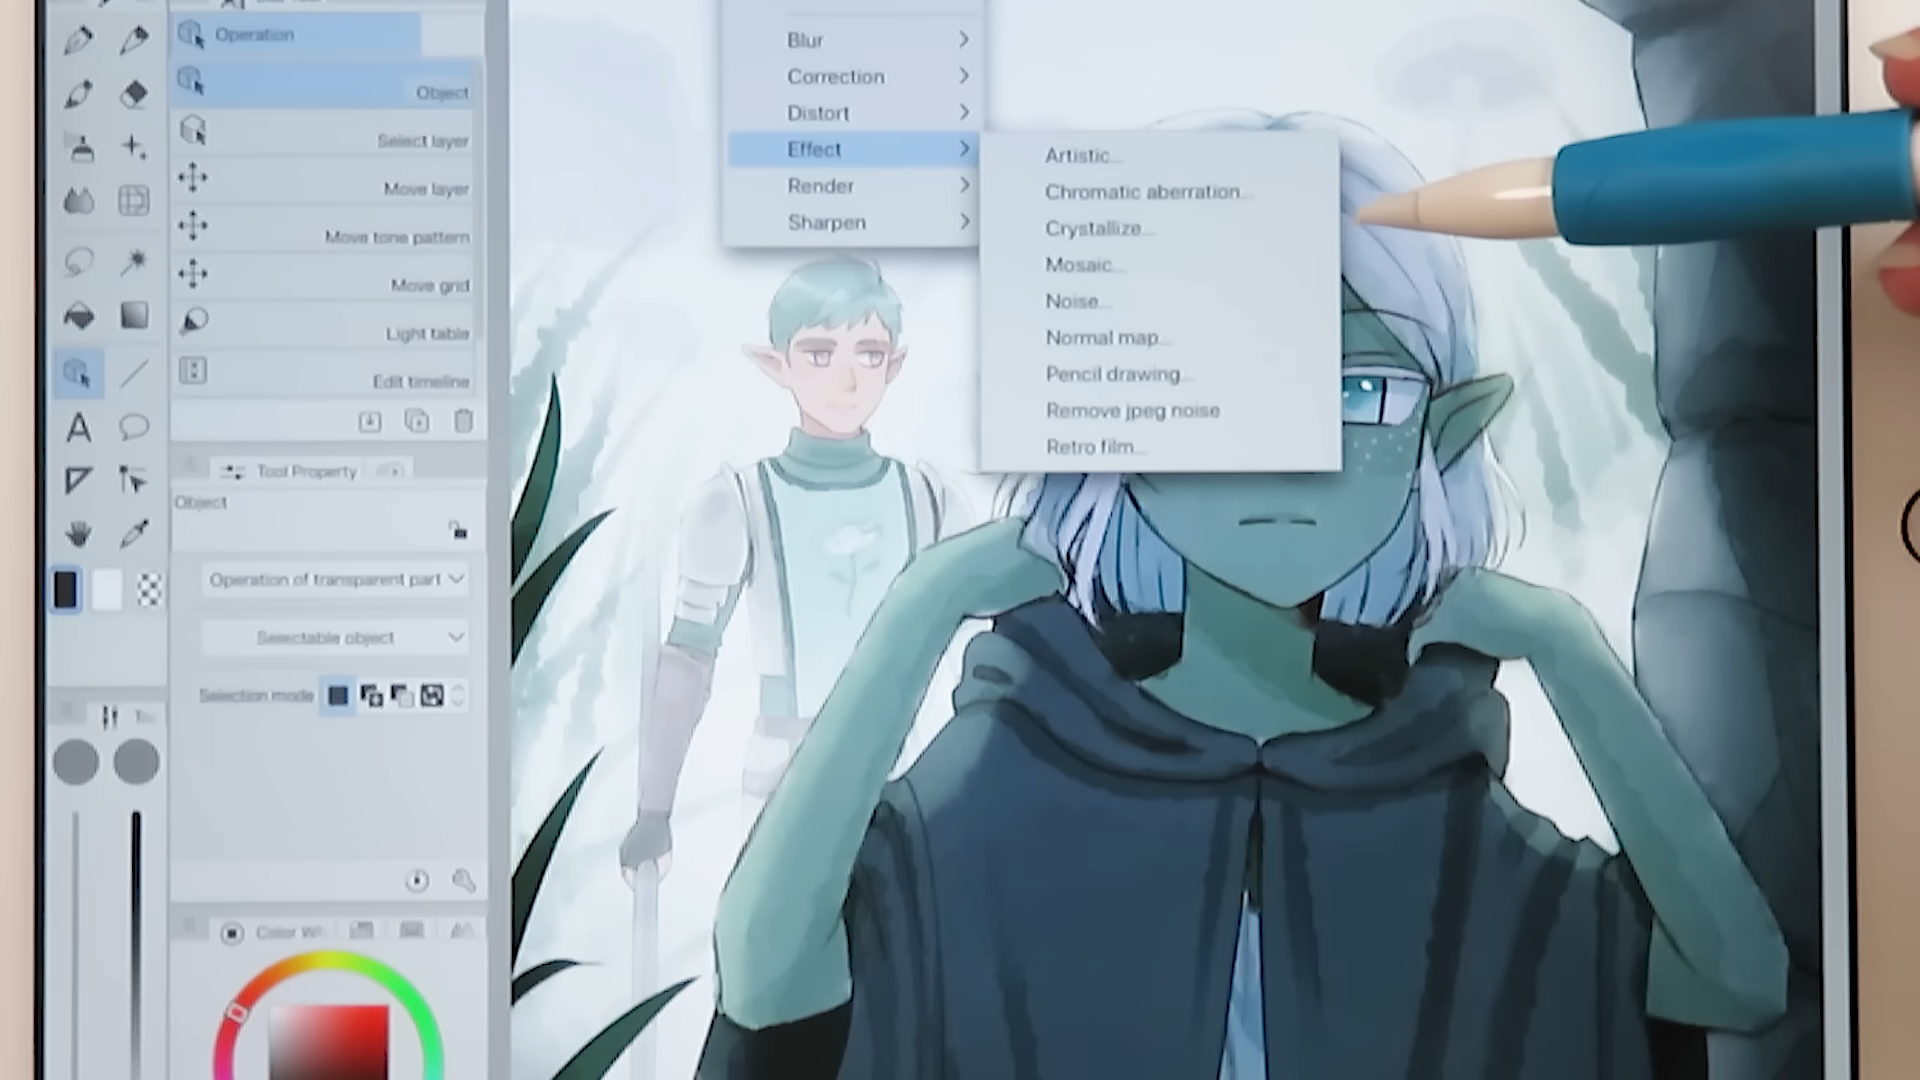 Operation
Object
Select layer
Move layer
Move tone pattern
Move grid
Light table
Edit timeline
Tool Property
Object
Operation of transparent part
Selectable object
Selection mode
Color W
A
Blur
Correction
Distort
Effect
Render
Sharpen
Artistic...
Chromatic aberration...
Crystallize...
Mosaic...
Noise...
Normal map...
Pencil drawing...
Remove jpeg noise
Retro film...